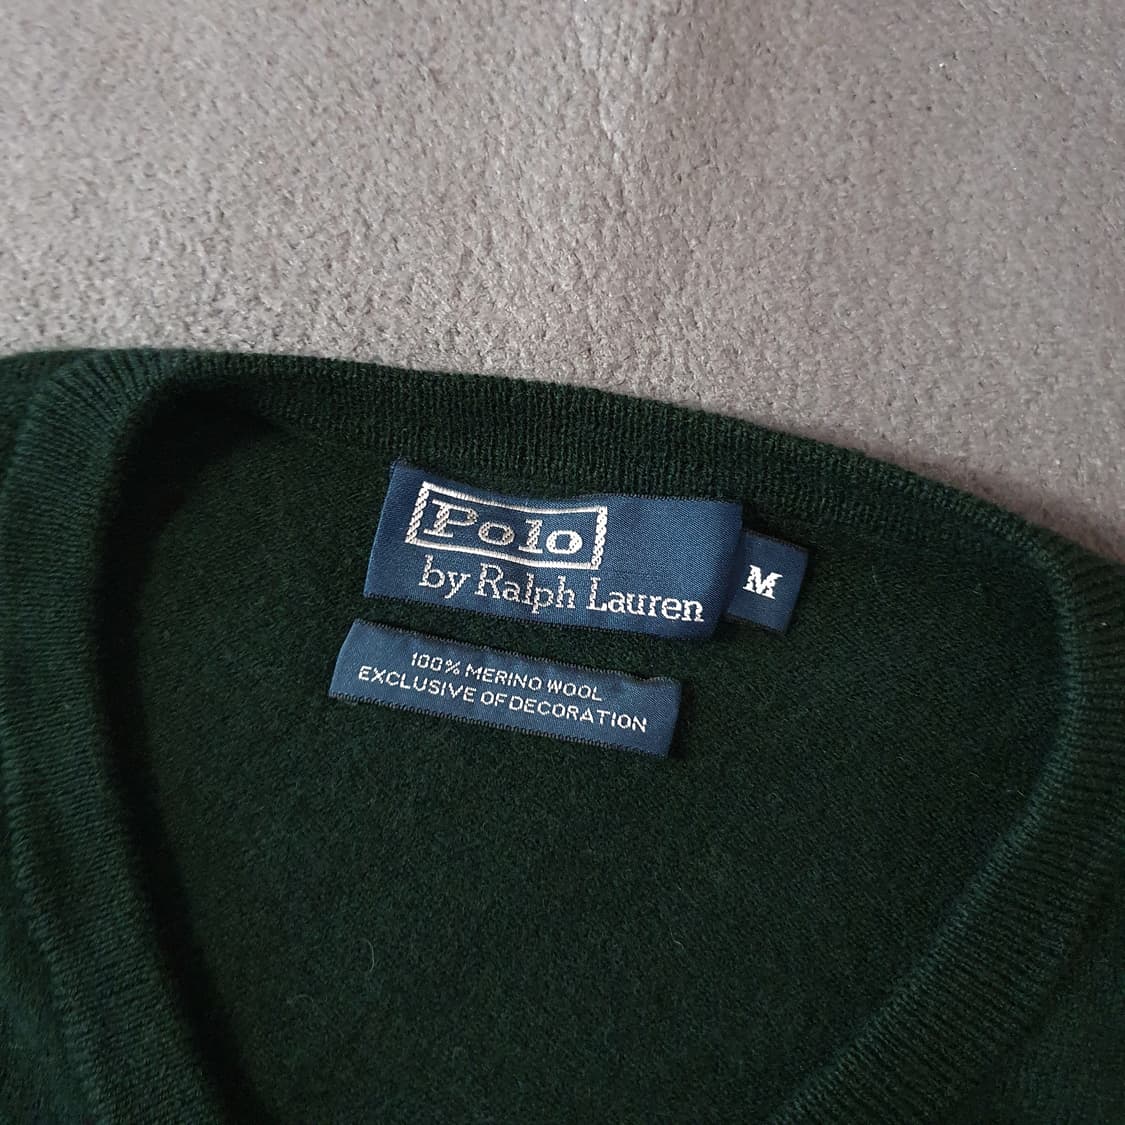 Polo
by Ralph Lauren
M
100% MERINO WOOL
EXCLUSIVE OF DECORATION